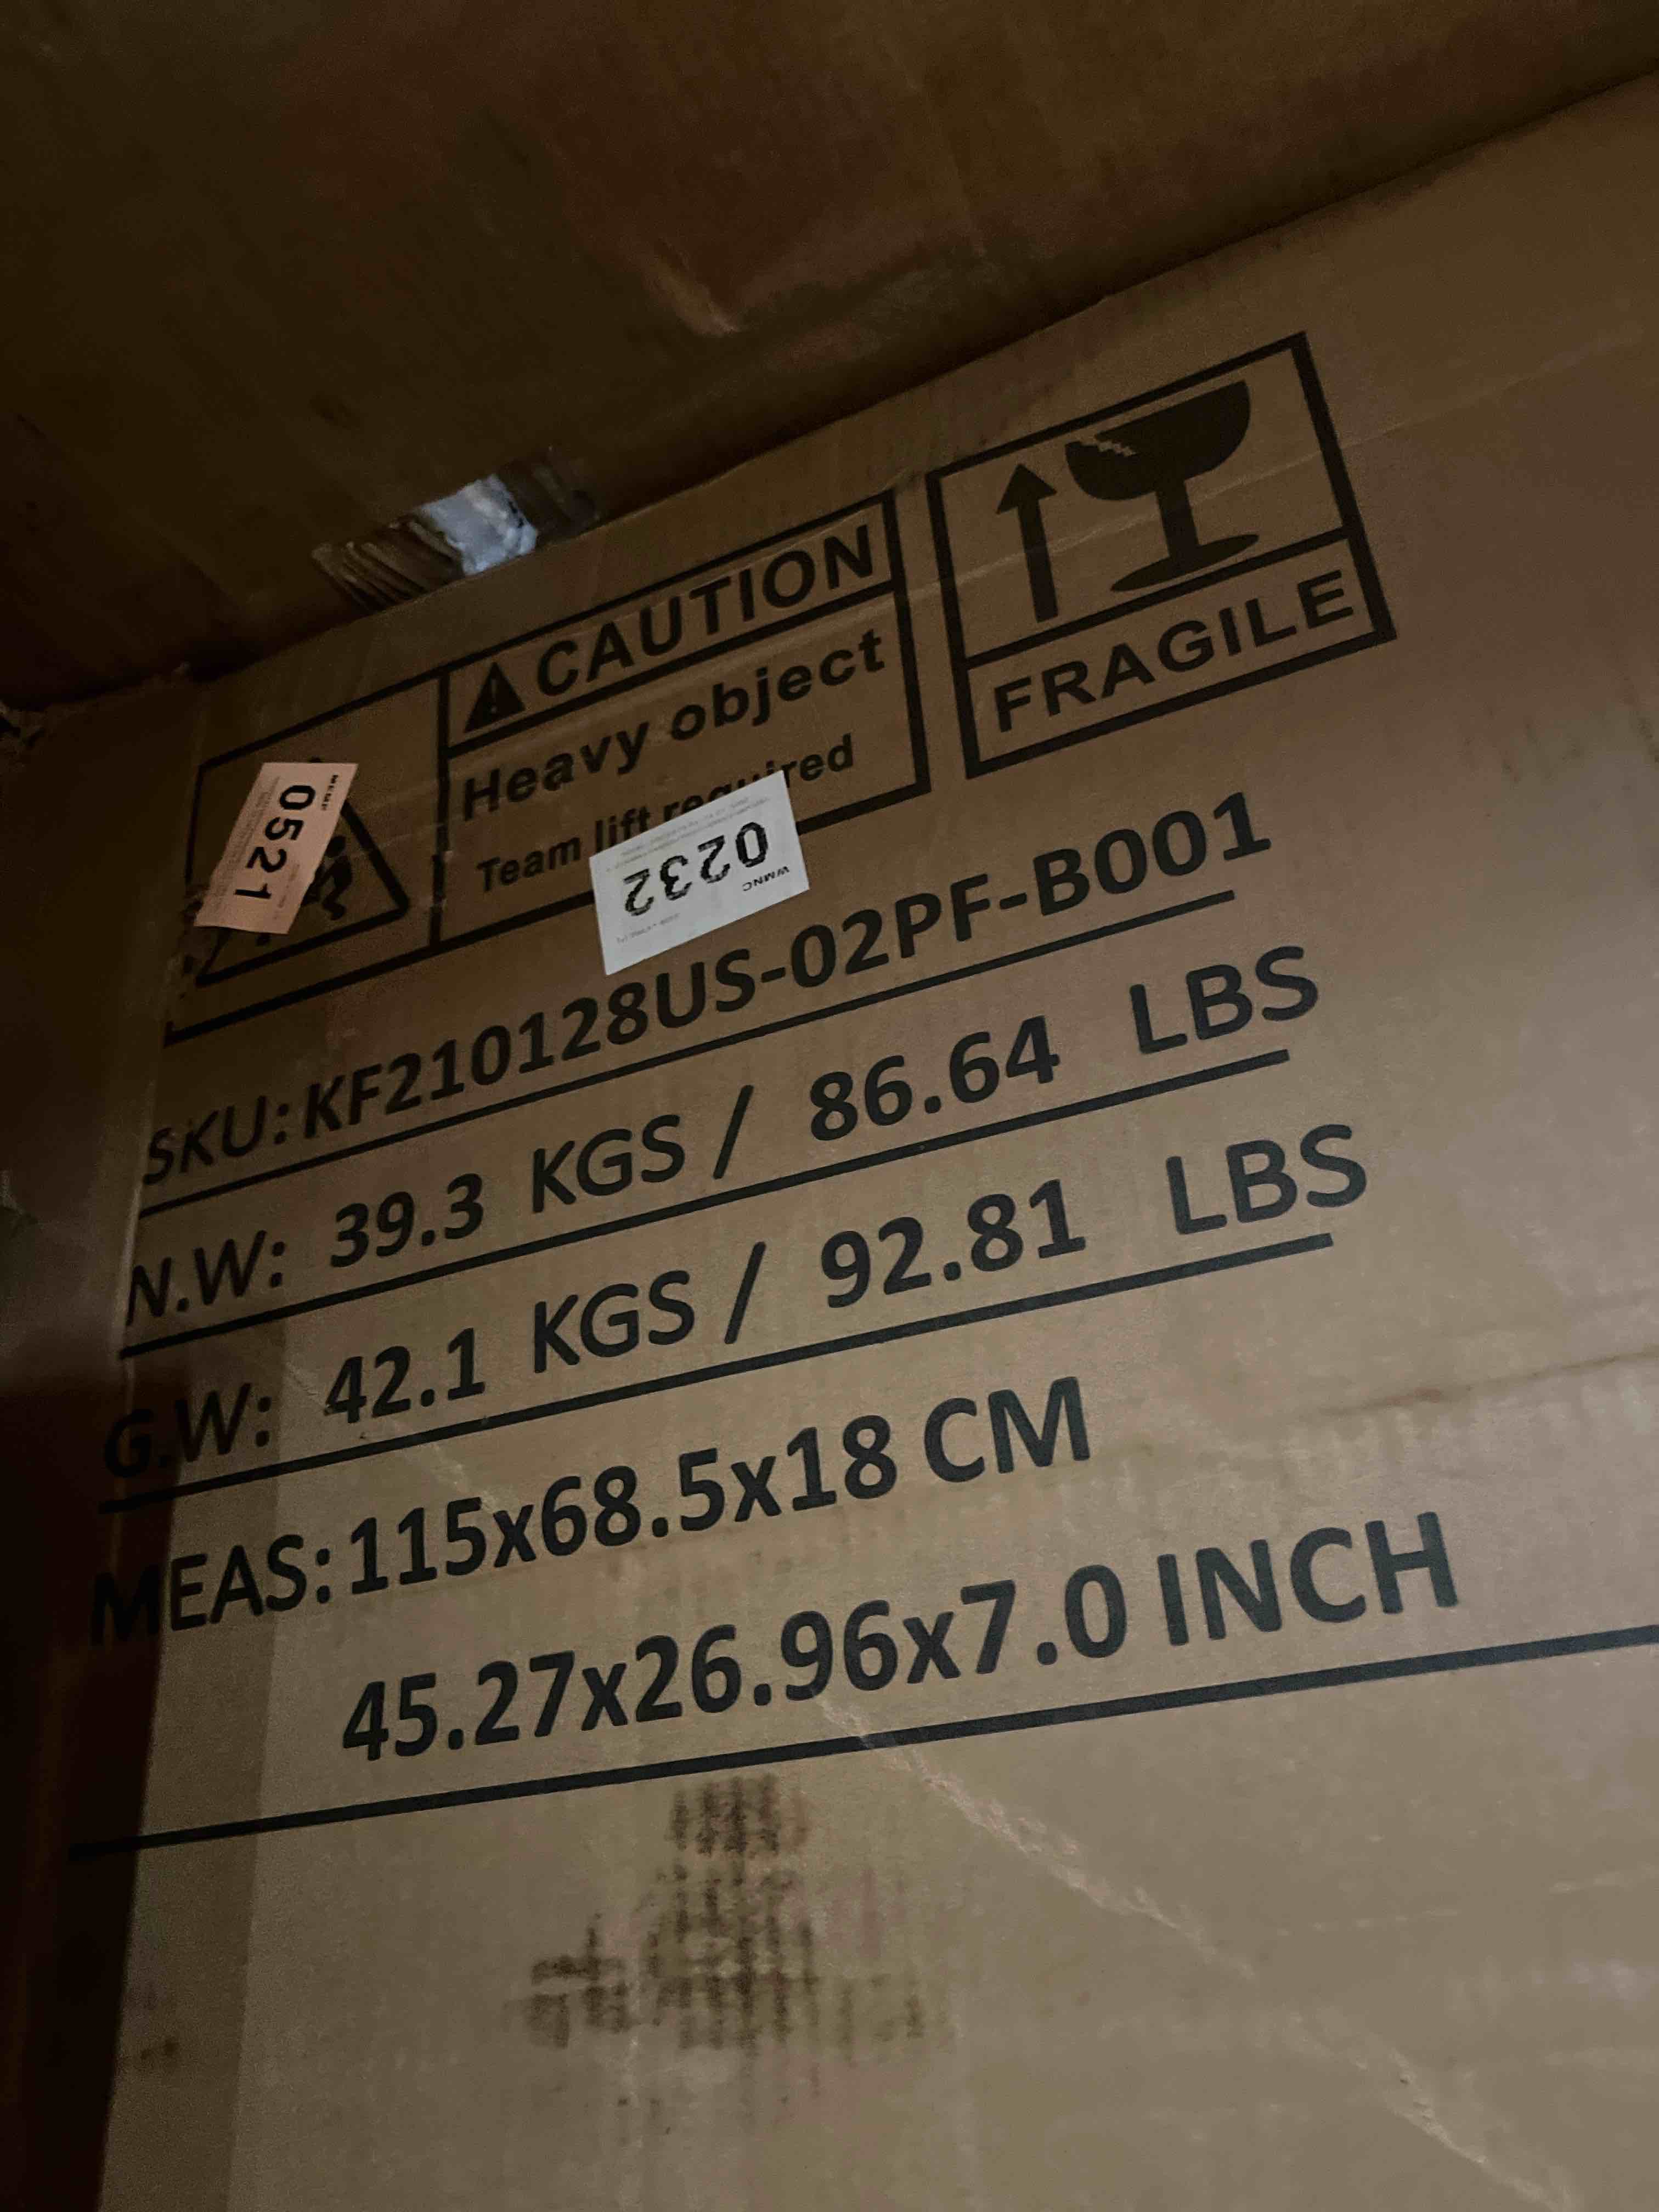 CAUTION
Heavy object
Team lift required
FRAGILE
0521
WMNC
0232
SKU:KF210128US-02PF-B001
N.W: 39.3 KGS / 86.64 LBS
G.W: 42.1 KGS / 92.81 LBS
MEAS:115x68.5x18 CM
45.27x26.96x7.0 INCH